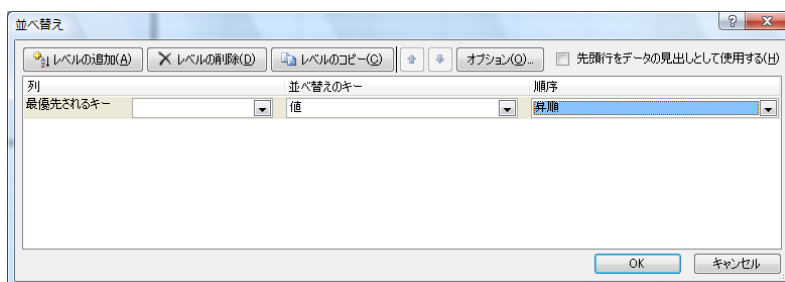 並べ替え
レベルの追加(A) レベルの削除(D) レベルのコピー(C) オプション(O)... 先頭行をデータの見出しとして使用する(H)
列 並べ替えのキー 順序
最優先されるキー 値 昇順
OK キャンセル